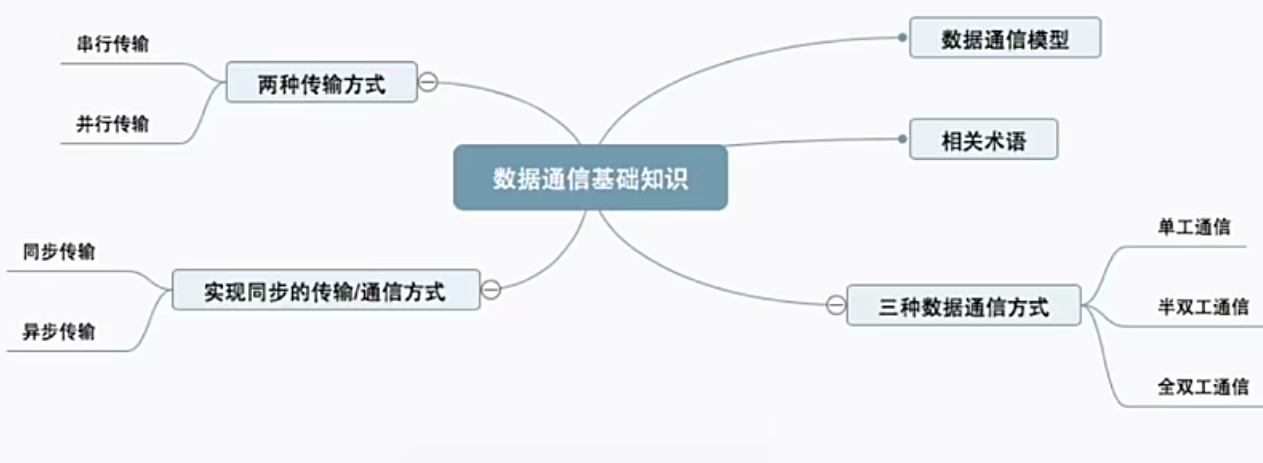 数据通信基础知识
数据通信模型
相关术语
三种数据通信方式
单工通信
半双工通信
全双工通信
两种传输方式
串行传输
并行传输
实现同步的传输/通信方式
同步传输
异步传输